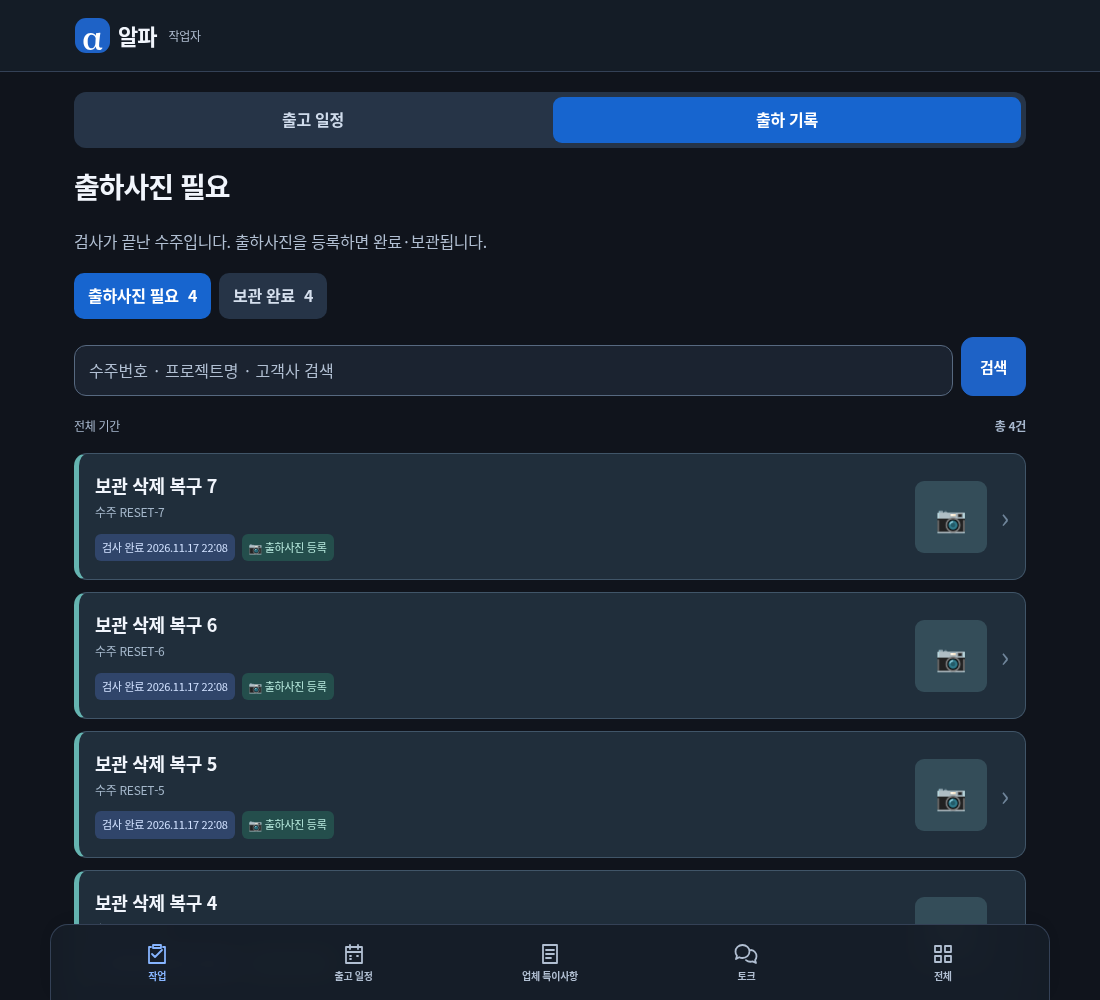 α 알파 작업자
출고 일정 출하 기록
출하사진 필요
검사가 끝난 수주입니다. 출하사진을 등록하면 완료·보관됩니다.
출하사진 필요 4 보관 완료 4
수주번호 · 프로젝트명 · 고객사 검색 검색
전체 기간 총 4건
보관 삭제 복구 7
수주 RESET-7
검사 완료 2026.11.17 22:08 📷 출하사진 등록
보관 삭제 복구 6
수주 RESET-6
검사 완료 2026.11.17 22:08 📷 출하사진 등록
보관 삭제 복구 5
수주 RESET-5
검사 완료 2026.11.17 22:08 📷 출하사진 등록
보관 삭제 복구 4
작업 출고 일정 업체 특이사항 토크 전체